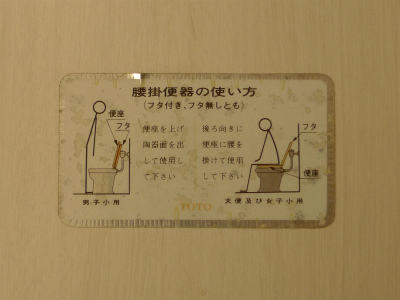 腰掛便器の使い方
(フタ付き、フタ無しとも)
便座
フタ
便座を上げ
陶器面を出
して使用し
て下さい
男子小用
後ろ向きに
便座に腰を
掛けて使用
して下さい
フタ
便座
大便及び女子小用
TOTO